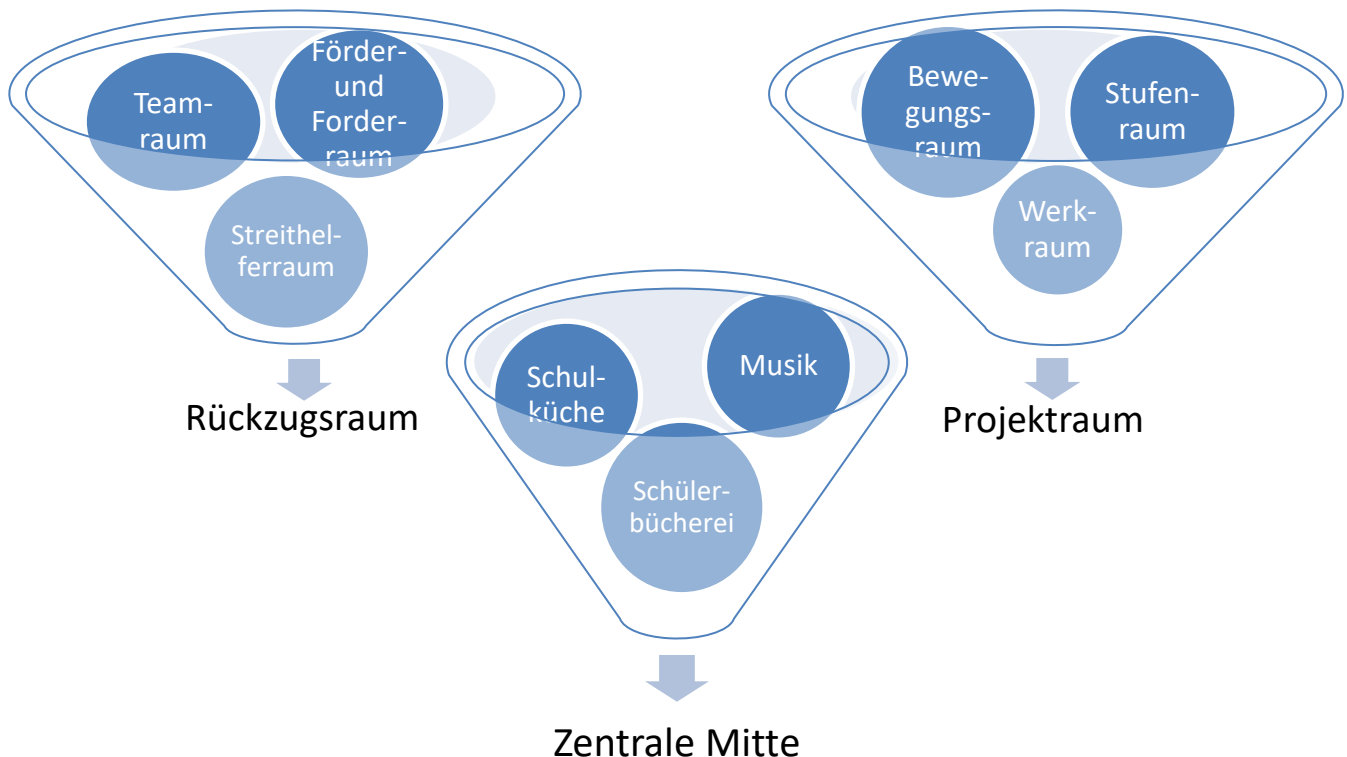 Team-
raum
Förder-
und
Forder-
raum
Streithel-
ferraum
Rückzugsraum
Bewe-
gungs-
raum
Stufen-
raum
Werk-
raum
Projektraum
Schul-
küche
Musik
Schüler-
bücherei
Zentrale Mitte